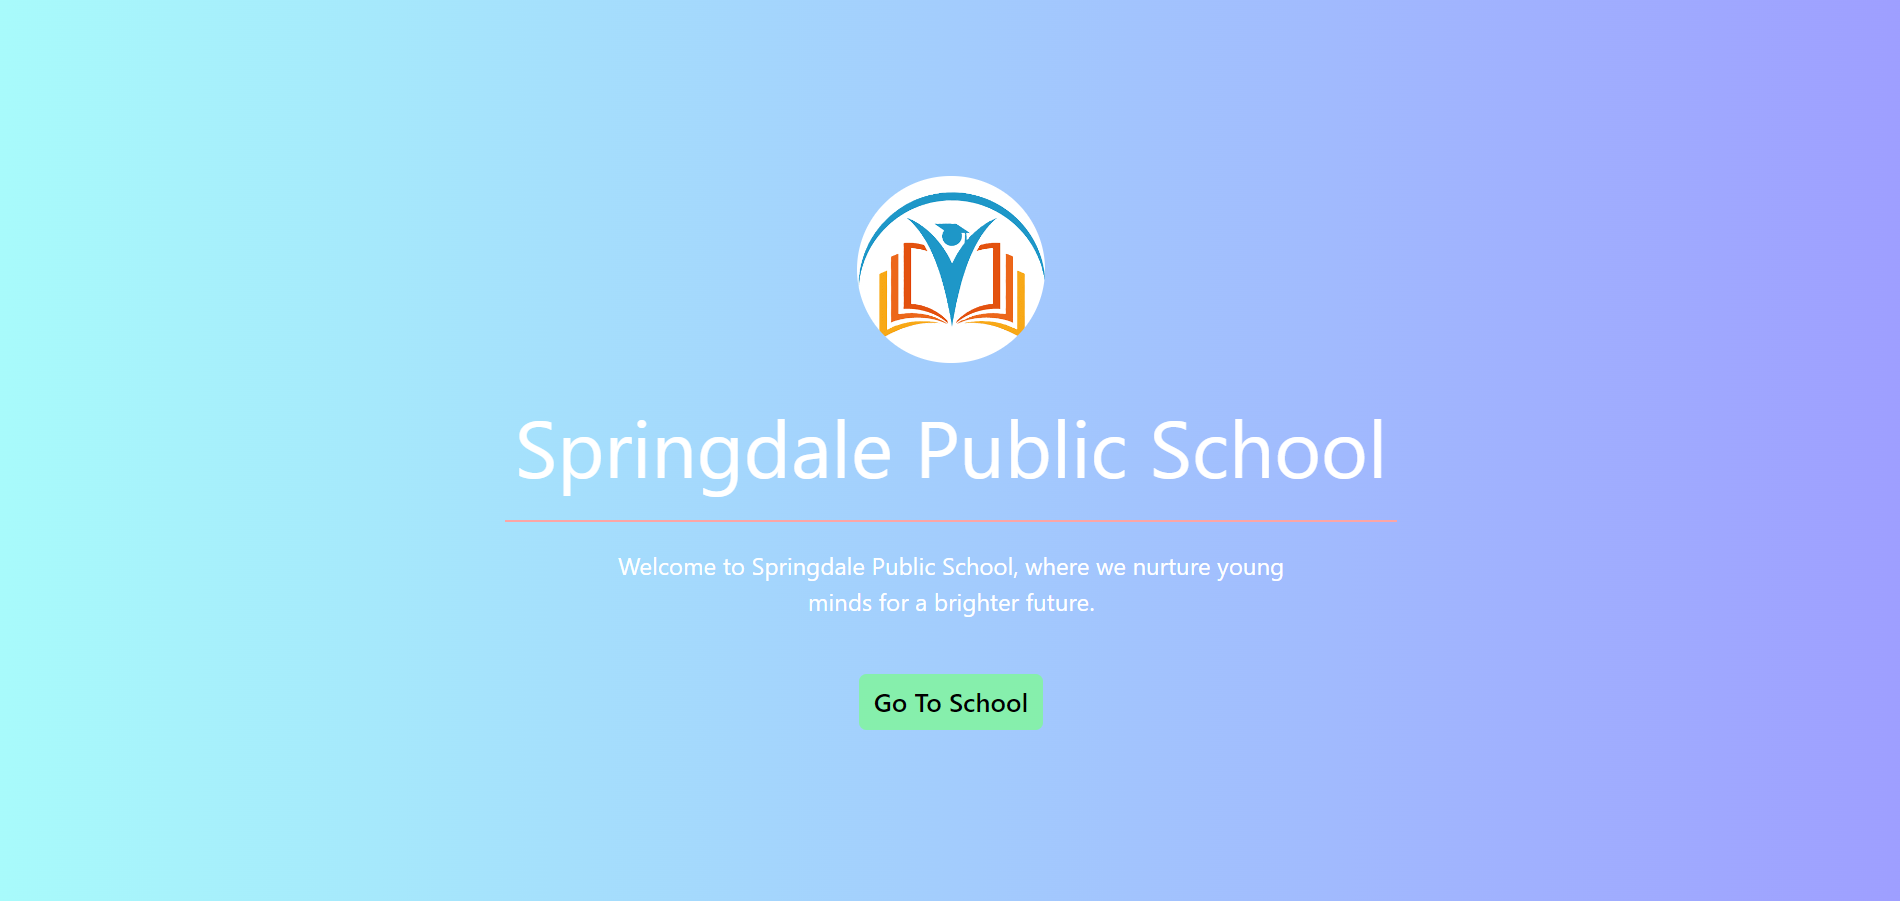 Springdale Public School
Welcome to Springdale Public School, where we nurture young
minds for a brighter future.
Go To School